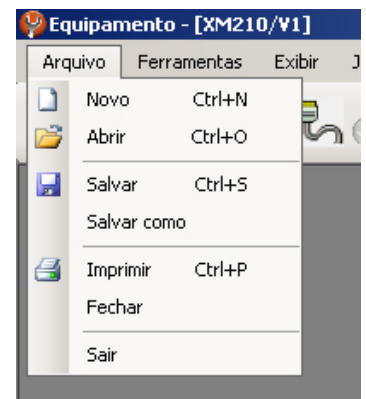 Equipamento - [XM210/V1]
Arquivo Ferramentas Exibir J
Novo Ctrl+N
Abrir Ctrl+O
Salvar Ctrl+S
Salvar como
Imprimir Ctrl+P
Fechar
Sair